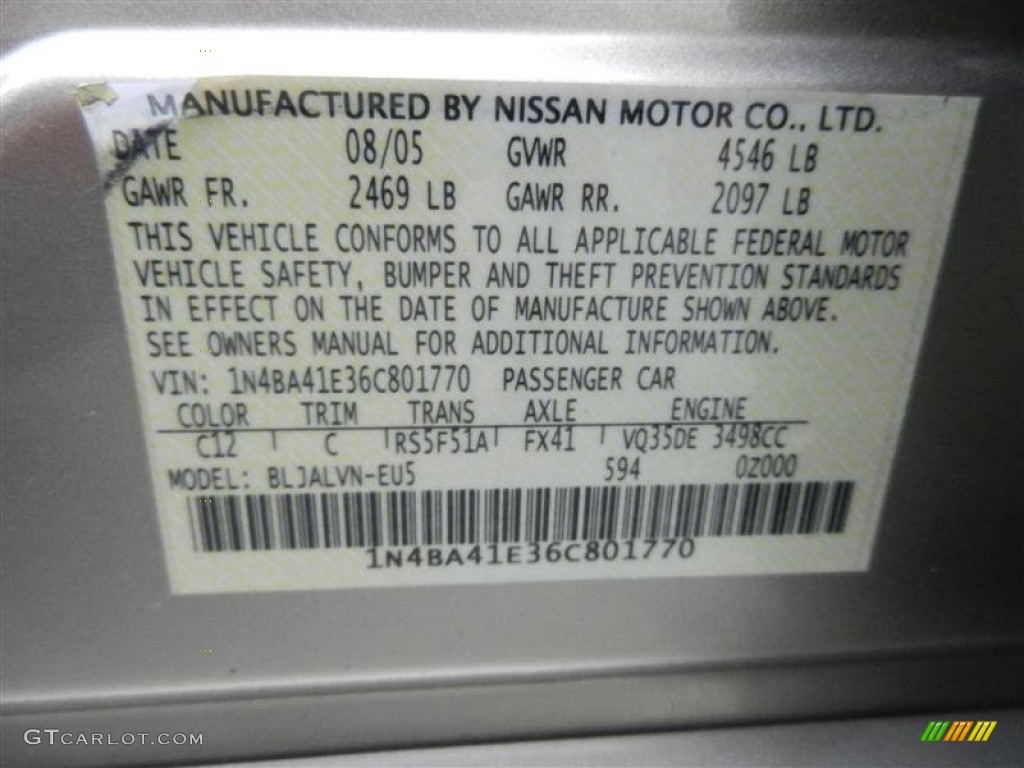 MANUFACTURED BY NISSAN MOTOR CO., LTD.
DATE 08/05 GVWR 4546 LB
GAWR FR. 2469 LB GAWR RR. 2097 LB
THIS VEHICLE CONFORMS TO ALL APPLICABLE FEDERAL MOTOR
VEHICLE SAFETY, BUMPER AND THEFT PREVENTION STANDARDS
IN EFFECT ON THE DATE OF MANUFACTURE SHOWN ABOVE.
SEE OWNERS MANUAL FOR ADDITIONAL INFORMATION.
VIN: 1N4BA41E36C801770 PASSENGER CAR
COLOR TRIM TRANS AXLE ENGINE
C12 C RS5F51A FX41 VQ35DE 3498CC
MODEL: BLJALVN-EU5 594 0Z000
1N4BA41E36C801770
GTCARLOT.COM